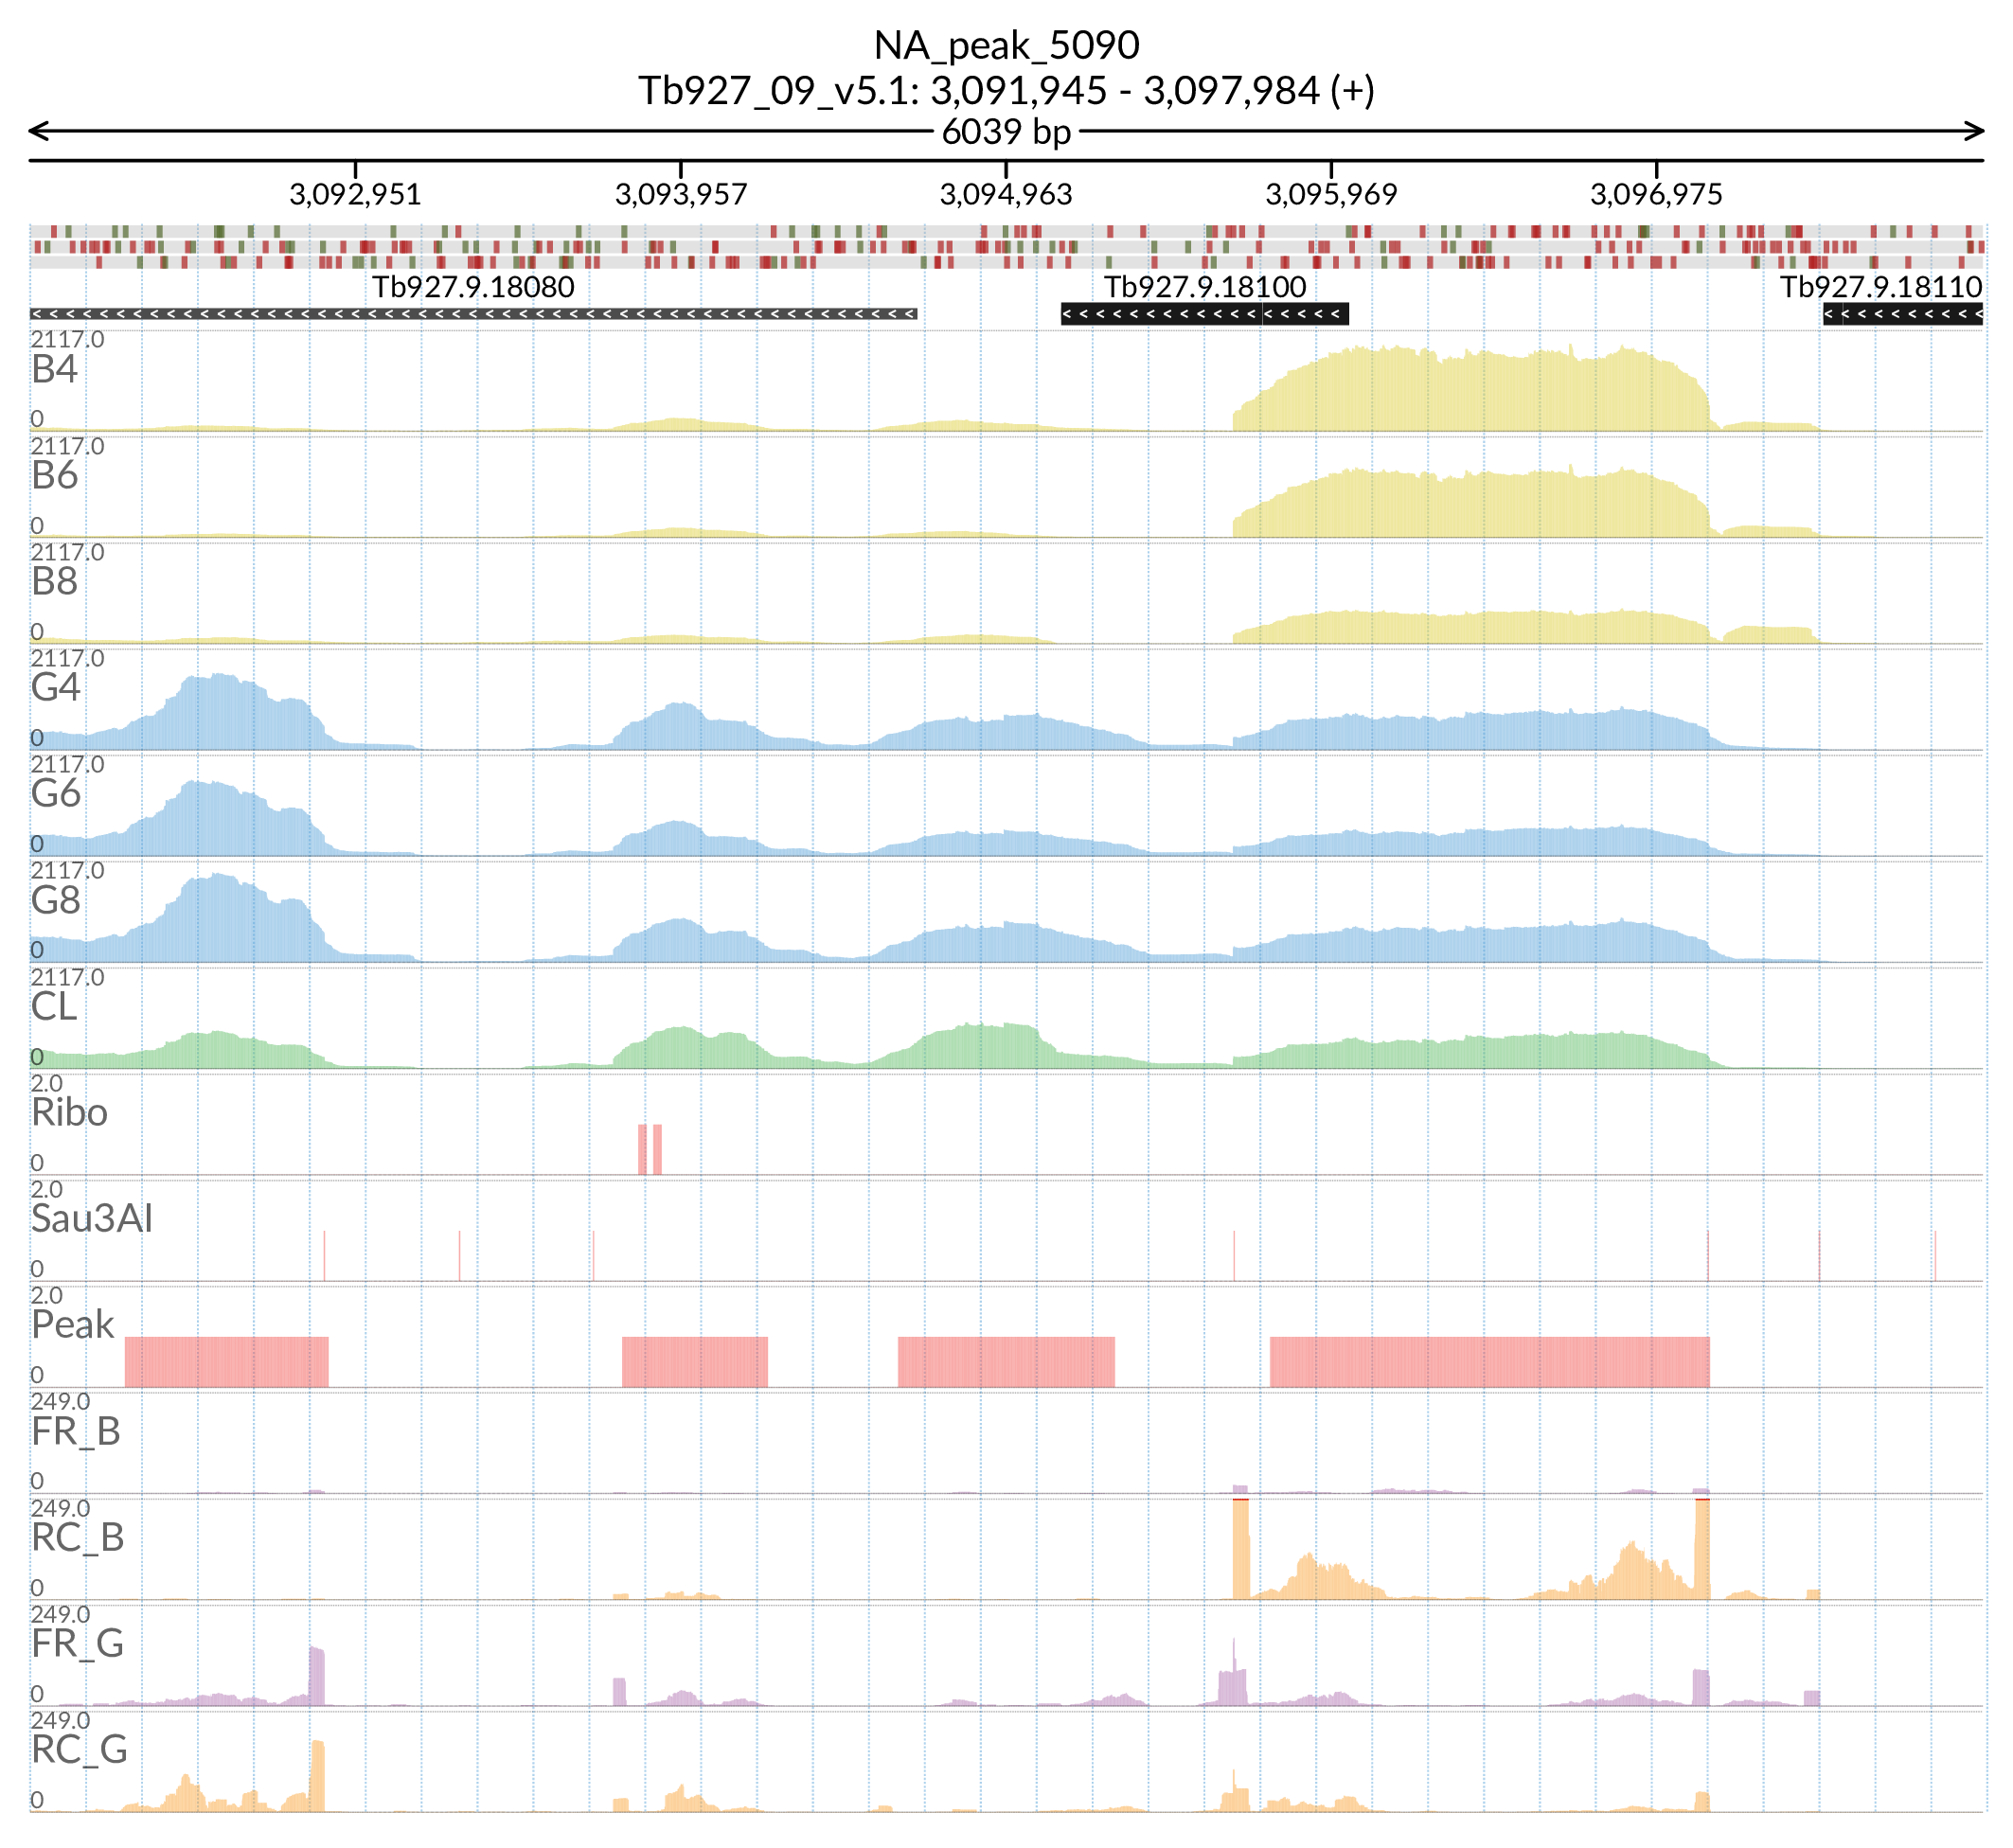 NA_peak_5090
Tb927_09_v5.1: 3,091,945 - 3,097,984 (+)
6039 bp
3,092,951 3,093,957 3,094,963 3,095,969 3,096,975
Tb927.9.18080 Tb927.9.18100 Tb927.9.18110
2117.0
B4
0
2117.0
B6
0
2117.0
B8
0
2117.0
G4
0
2117.0
G6
0
2117.0
G8
0
2117.0
CL
0
2.0
Ribo
0
2.0
Sau3AI
0
2.0
Peak
0
249.0
FR_B
0
249.0
RC_B
0
249.0
FR_G
0
249.0
RC_G
0